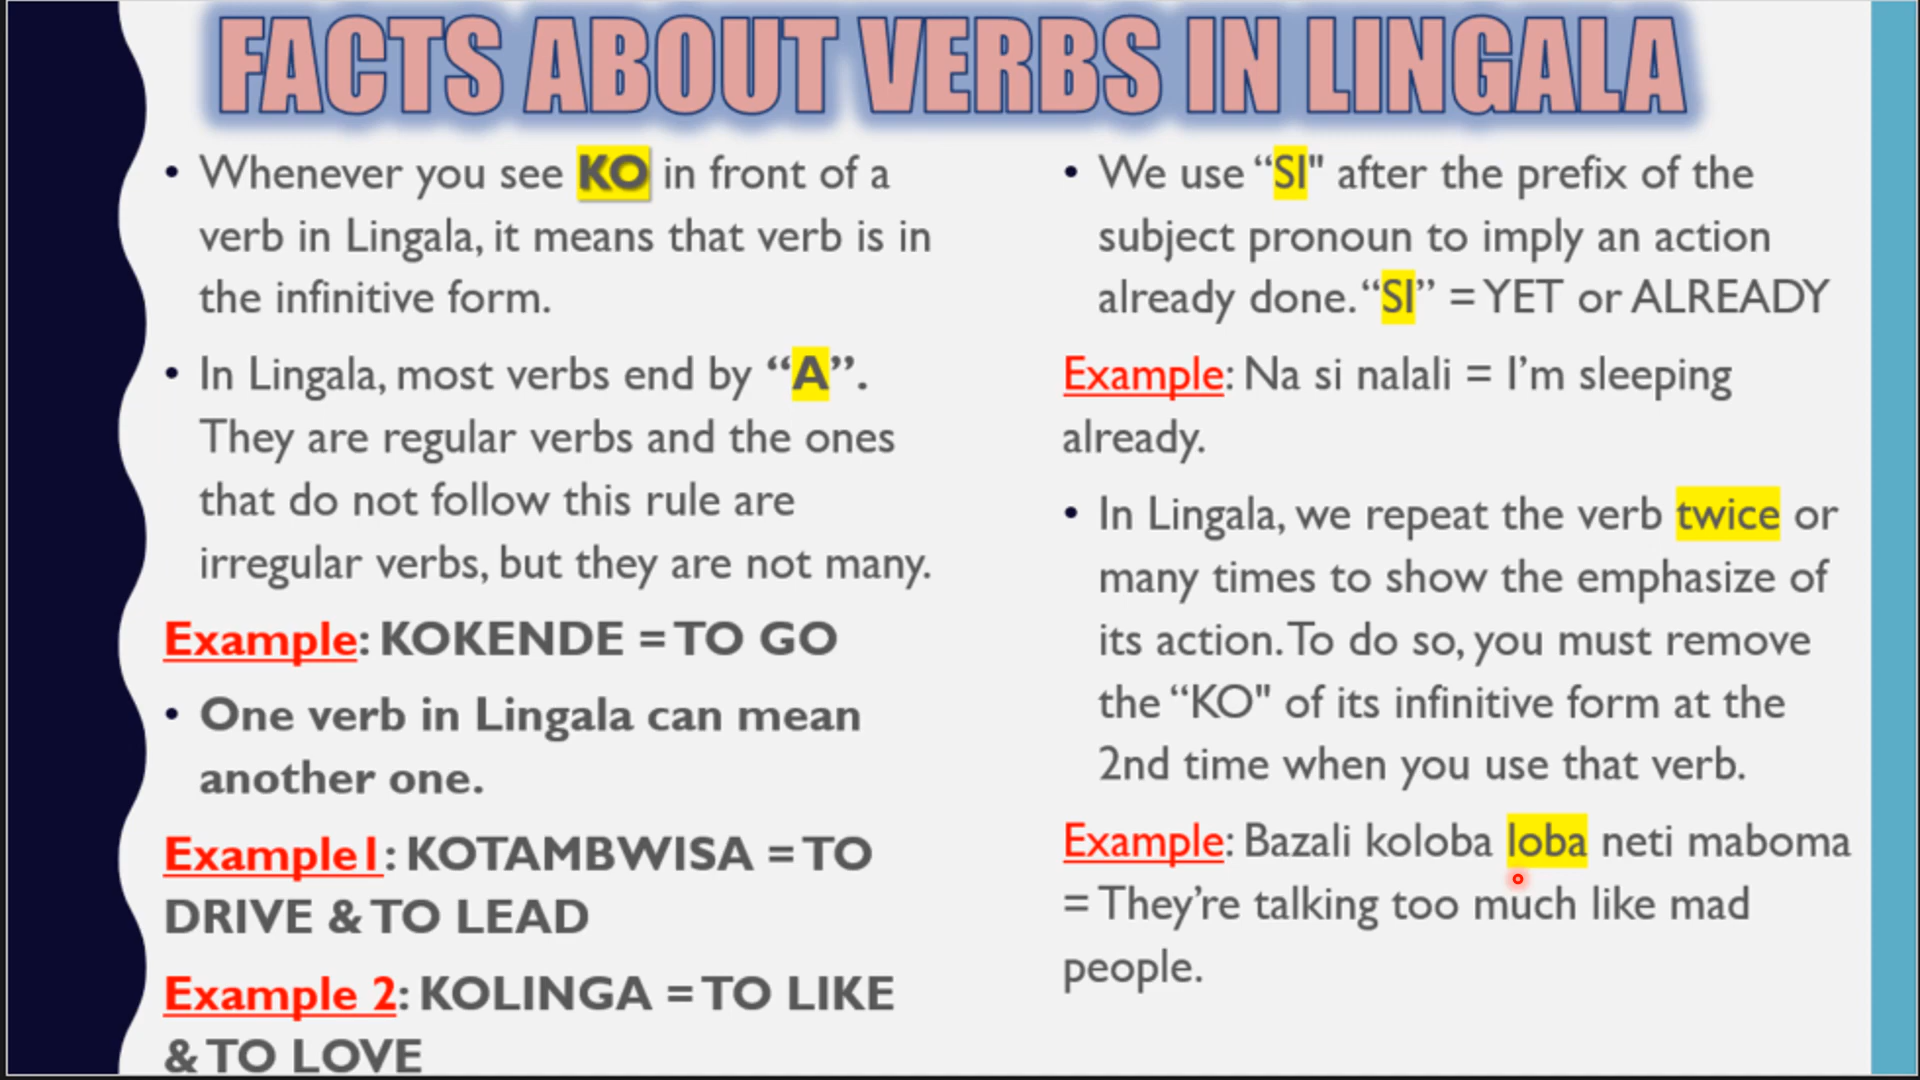 FACTS ABOUT VERBS IN LINGALA
• Whenever you see KO in front of a
verb in Lingala, it means that verb is in
the infinitive form.
• In Lingala, most verbs end by “A”.
They are regular verbs and the ones
that do not follow this rule are
irregular verbs, but they are not many.
Example: KOKENDE = TO GO
• One verb in Lingala can mean
another one.
Example1: KOTAMBWISA = TO
DRIVE & TO LEAD
Example 2: KOLINGA = TO LIKE
& TO LOVE
• We use “SI" after the prefix of the
subject pronoun to imply an action
already done. “SI” = YET or ALREADY
Example: Na si nalali = I’m sleeping
already.
• In Lingala, we repeat the verb twice or
many times to show the emphasize of
its action. To do so, you must remove
the “KO" of its infinitive form at the
2nd time when you use that verb.
Example: Bazali koloba loba neti maboma
= They’re talking too much like mad
people.